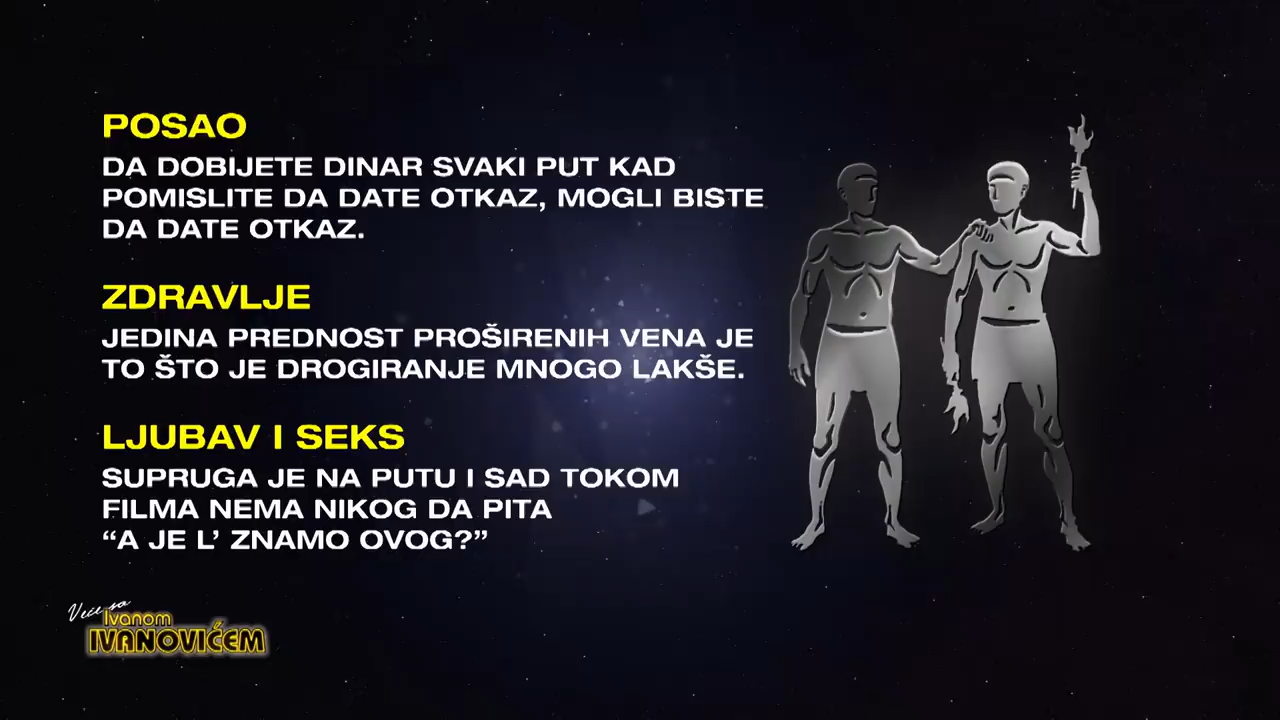 POSAO
DA DOBIJETE DINAR SVAKI PUT KAD
POMISLITE DA DATE OTKAZ, MOGLI BISTE
DA DATE OTKAZ.
ZDRAVLJE
JEDINA PREDNOST PROŠIRENIH VENA JE
TO ŠTO JE DROGIRANJE MNOGO LAKŠE.
LJUBAV I SEKS
SUPRUGA JE NA PUTU I SAD TOKOM
FILMA NEMA NIKOG DA PITA
“A JE L’ ZNAMO OVOG?”
Veče sa
Ivanom
IVANOVIĆEM